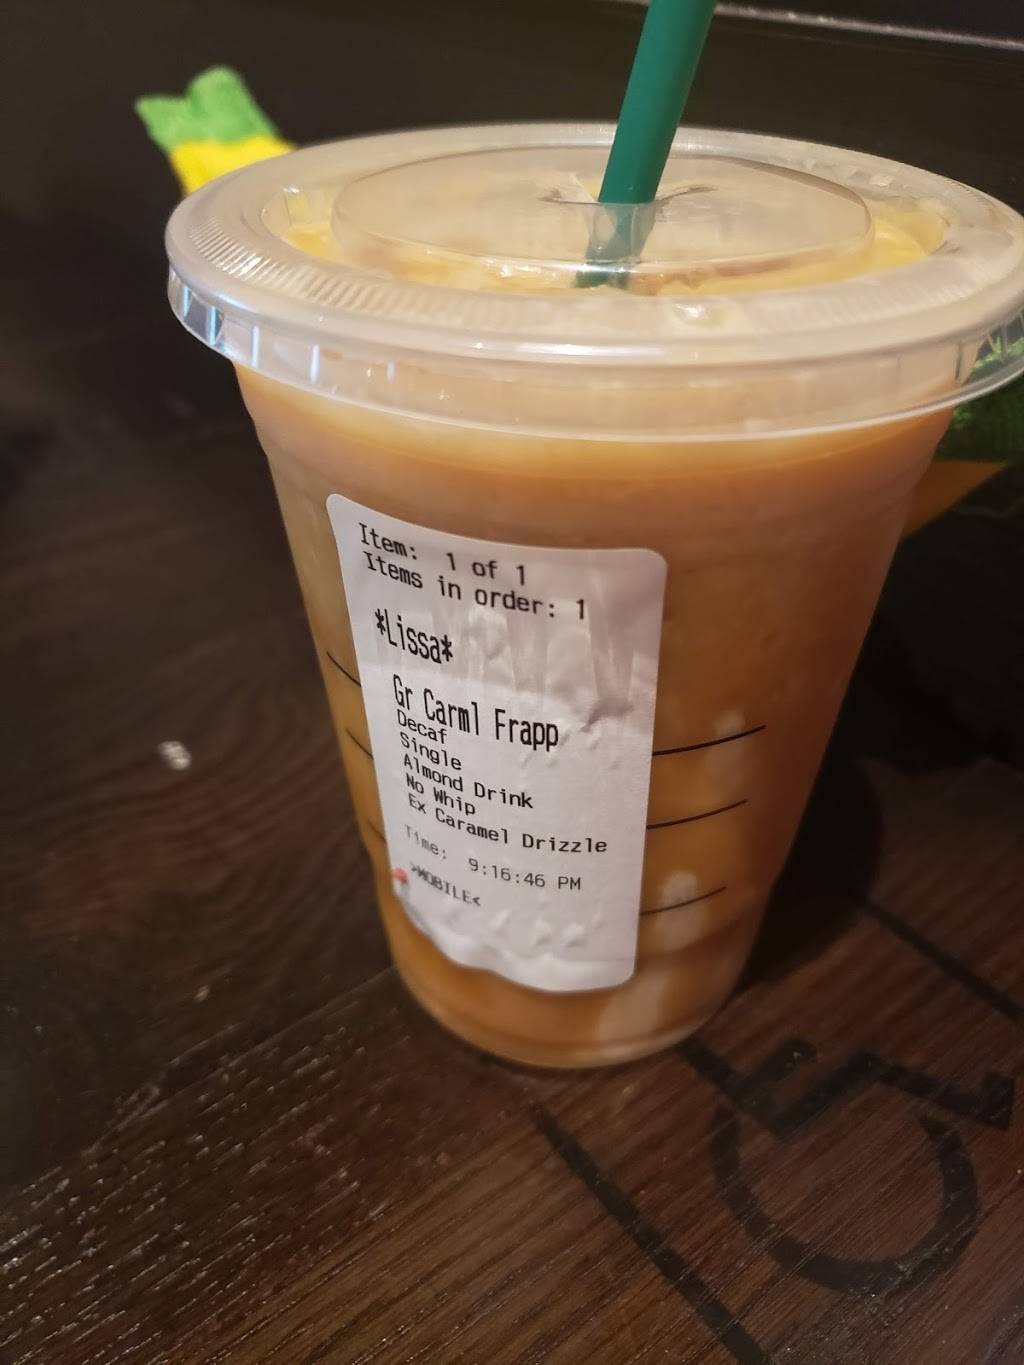 Item: 1 of 1
Items in order: 1
*Lissa*
Gr Carml Frapp
Decaf
Single
Almond Drink
No Whip
Ex Caramel Drizzle
Time: 9:16:46 PM
>MOBILE<